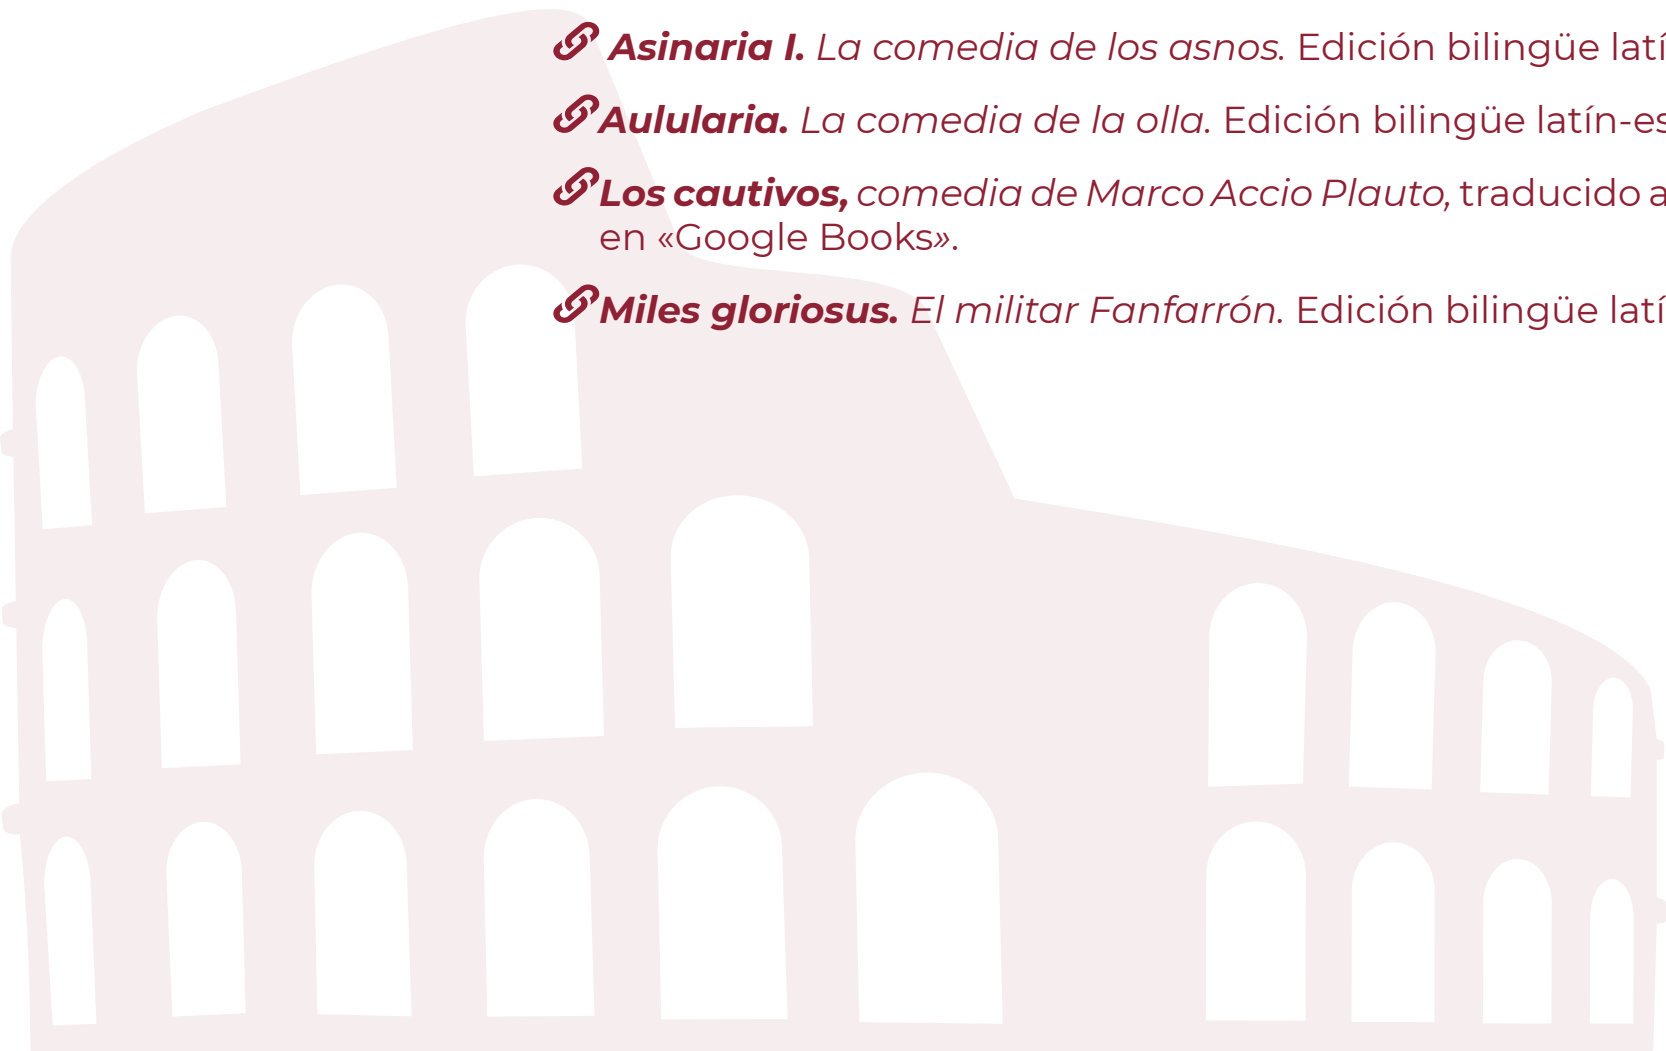 Asinaria I. La comedia de los asnos. Edición bilingüe latí
Aulularia. La comedia de la olla. Edición bilingüe latín-es
Los cautivos, comedia de Marco Accio Plauto, traducido a
en «Google Books».
Miles gloriosus. El militar Fanfarrón. Edición bilingüe latí